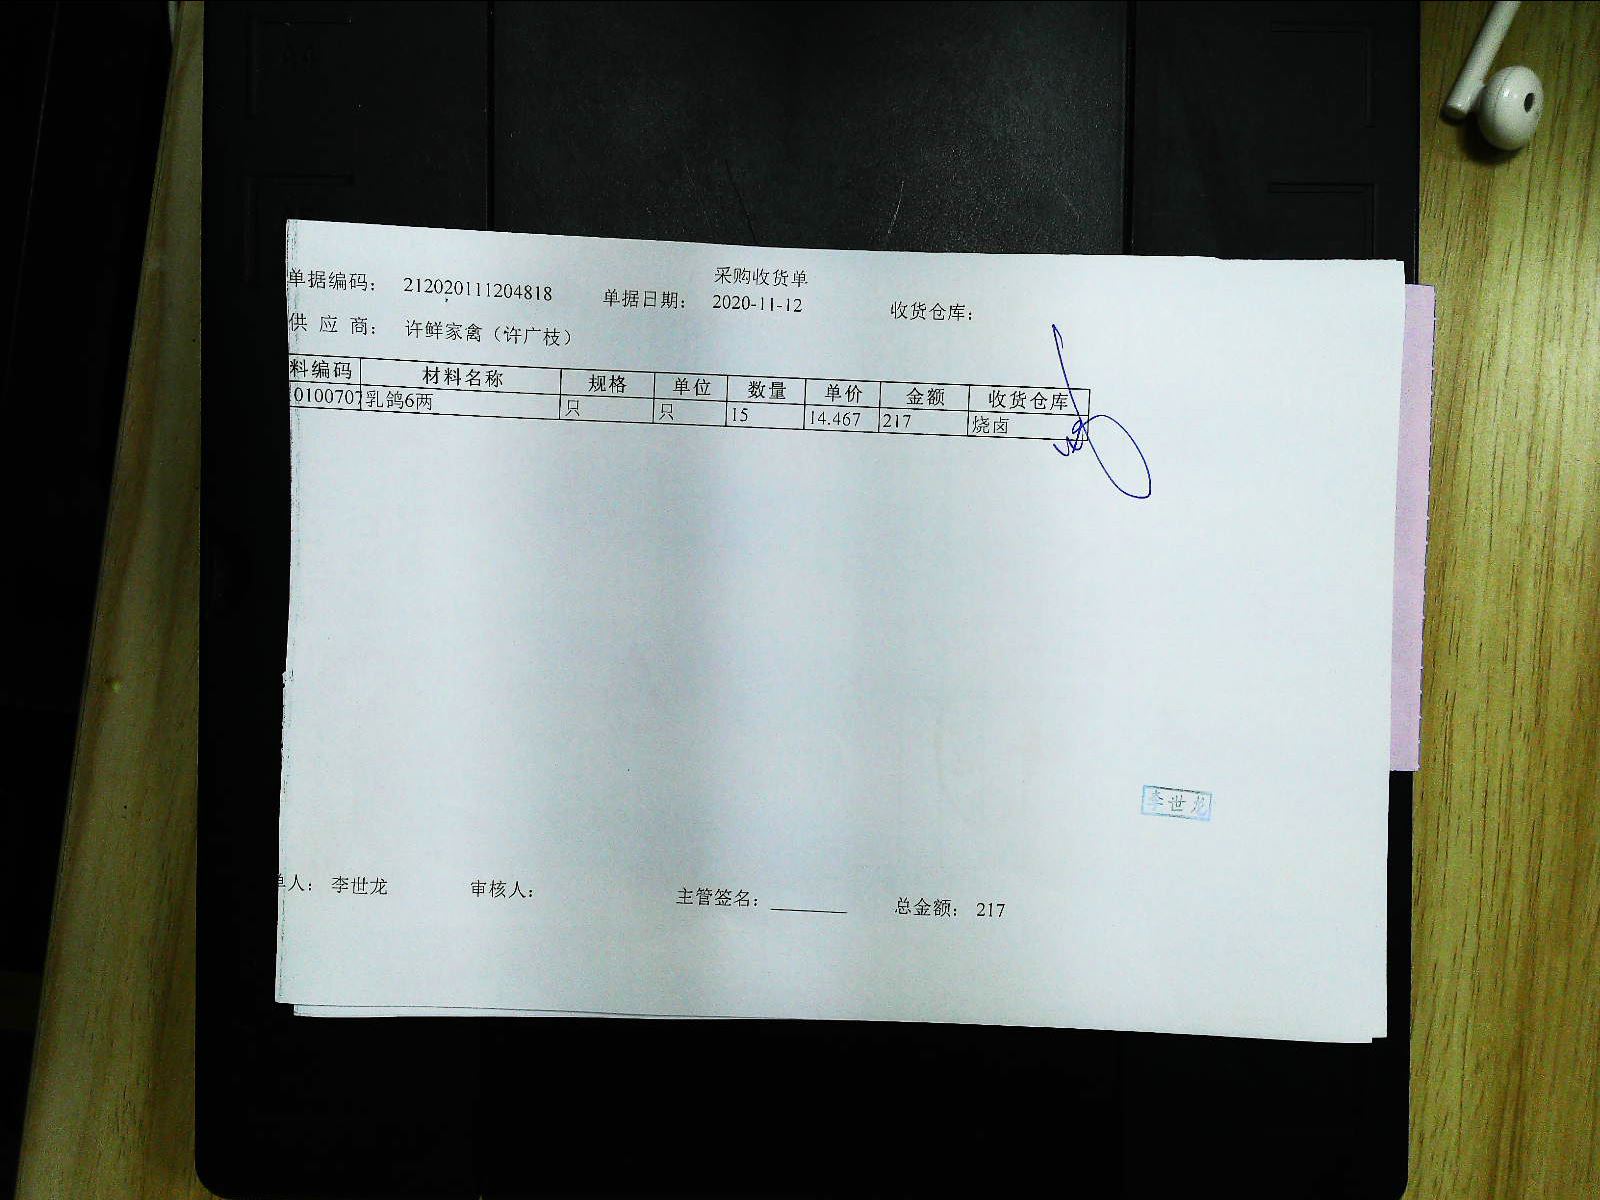 采购收货单
单据编码： 212020111204818 单据日期： 2020-11-12 收货仓库：
供 应 商： 许鲜家禽（许广枝）
料编码 材料名称 规格 单位 数量 单价 金额 收货仓库
0100707 乳鸽6两 只 只 15 14.467 217 烧卤
李世龙
单人： 李世龙 审核人： 主管签名： 总金额： 217